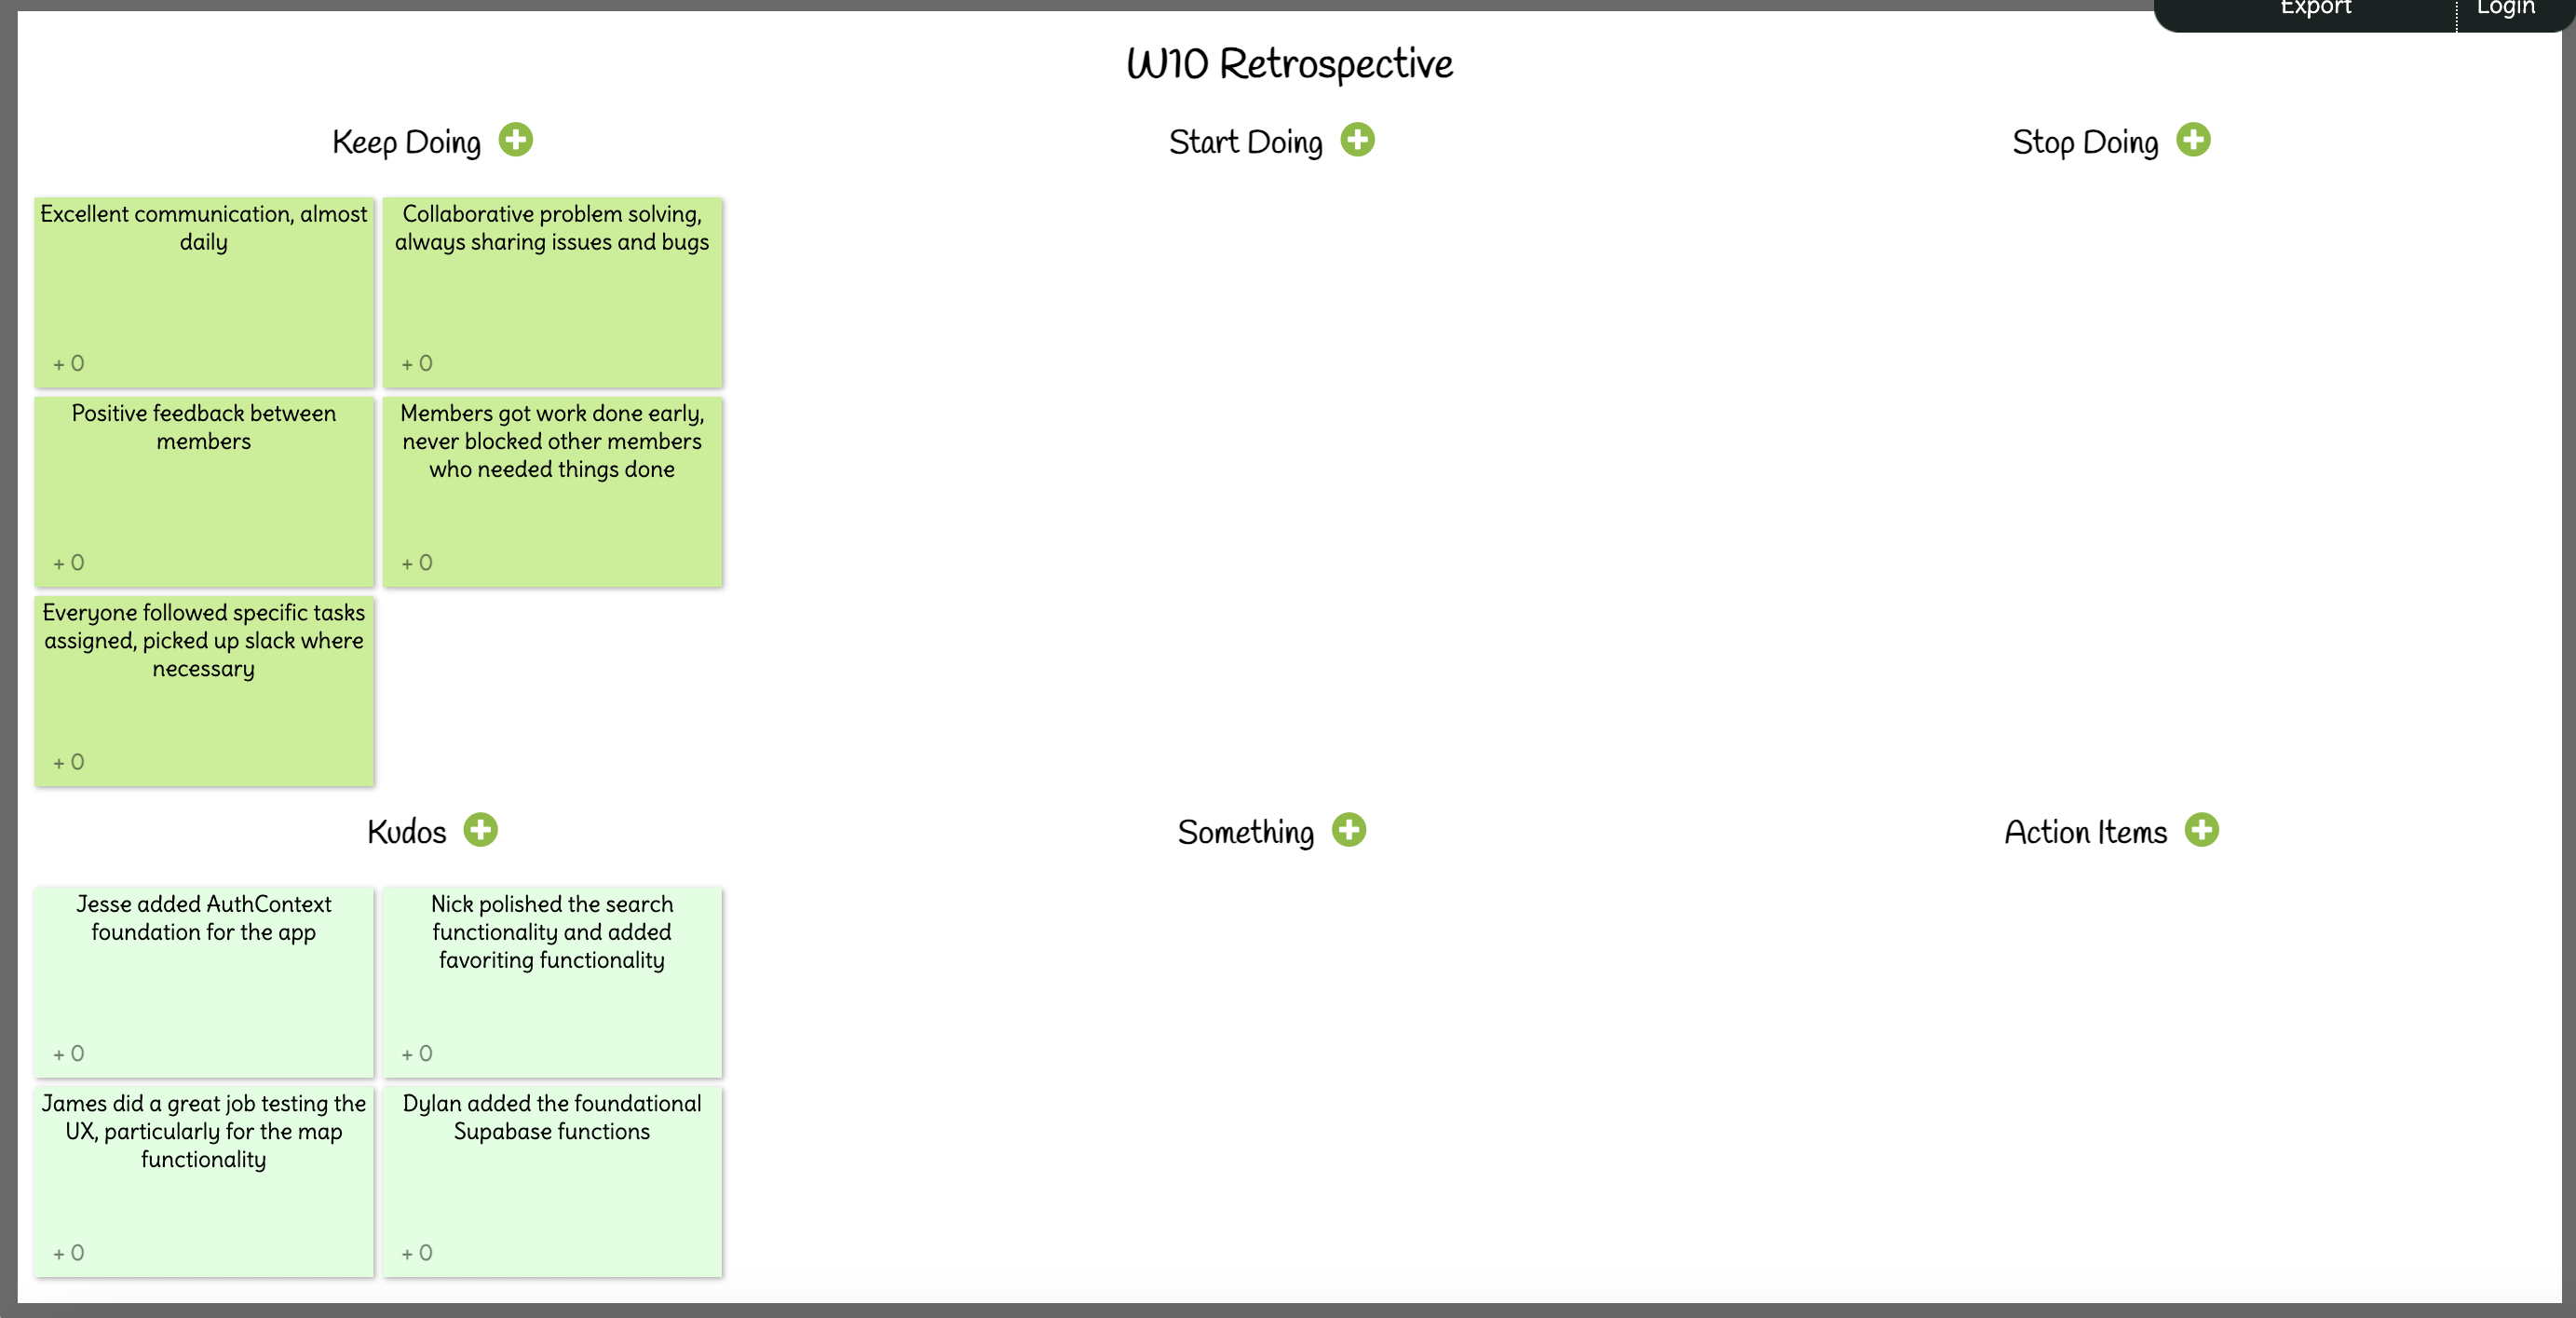 Export
Login
W10 Retrospective
Keep Doing
Start Doing
Stop Doing
Excellent communication, almost
daily
+ 0
Collaborative problem solving,
always sharing issues and bugs
+ 0
Positive feedback between
members
+ 0
Members got work done early,
never blocked other members
who needed things done
+ 0
Everyone followed specific tasks
assigned, picked up slack where
necessary
+ 0
Kudos
Something
Action Items
Jesse added AuthContext
foundation for the app
+ 0
Nick polished the search
functionality and added
favoriting functionality
+ 0
James did a great job testing the
UX, particularly for the map
functionality
+ 0
Dylan added the foundational
Supabase functions
+ 0